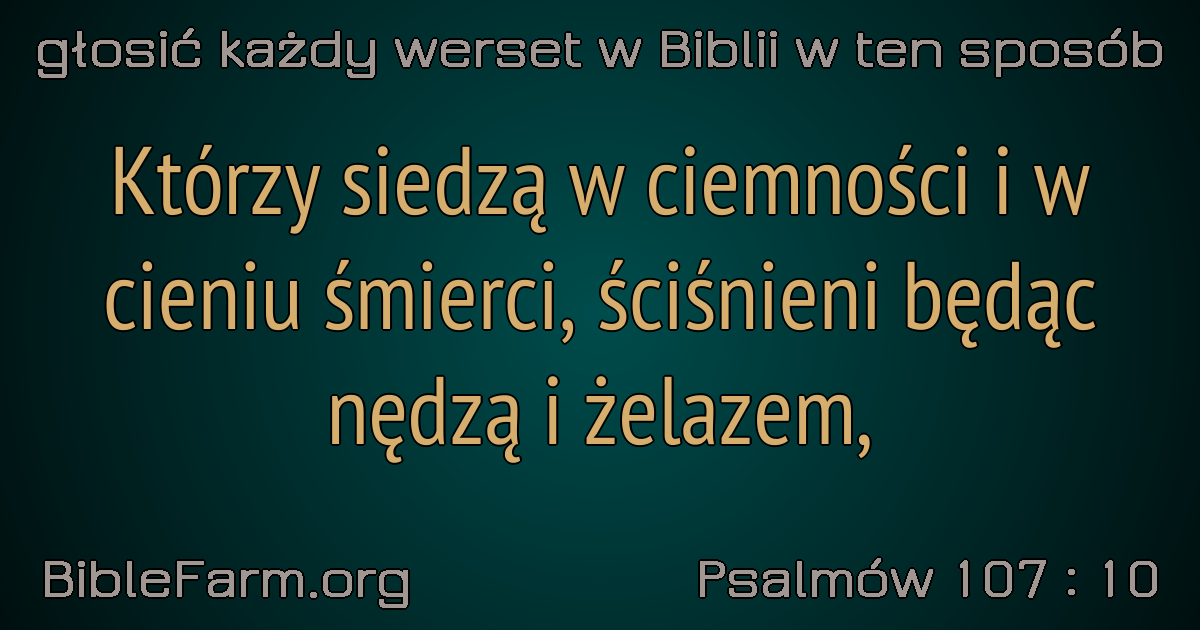 głosić każdy werset w Biblii w ten sposób
Którzy siedzą w ciemności i w
cieniu śmierci, ściśnieni będąc
nędzą i żelazem,
BibleFarm.org
Psalmów 107 : 10